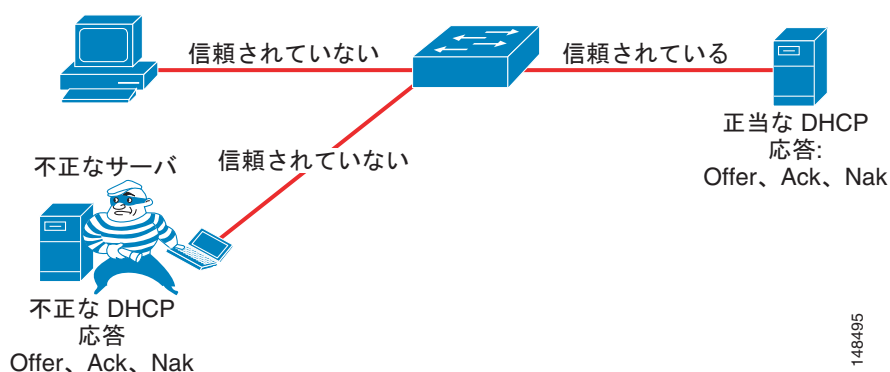 信頼されていない
信頼されている
正当な DHCP
応答:
Offer、Ack、Nak
不正なサーバ
信頼されていない
不正な DHCP
応答
Offer、Ack、Nak
148495